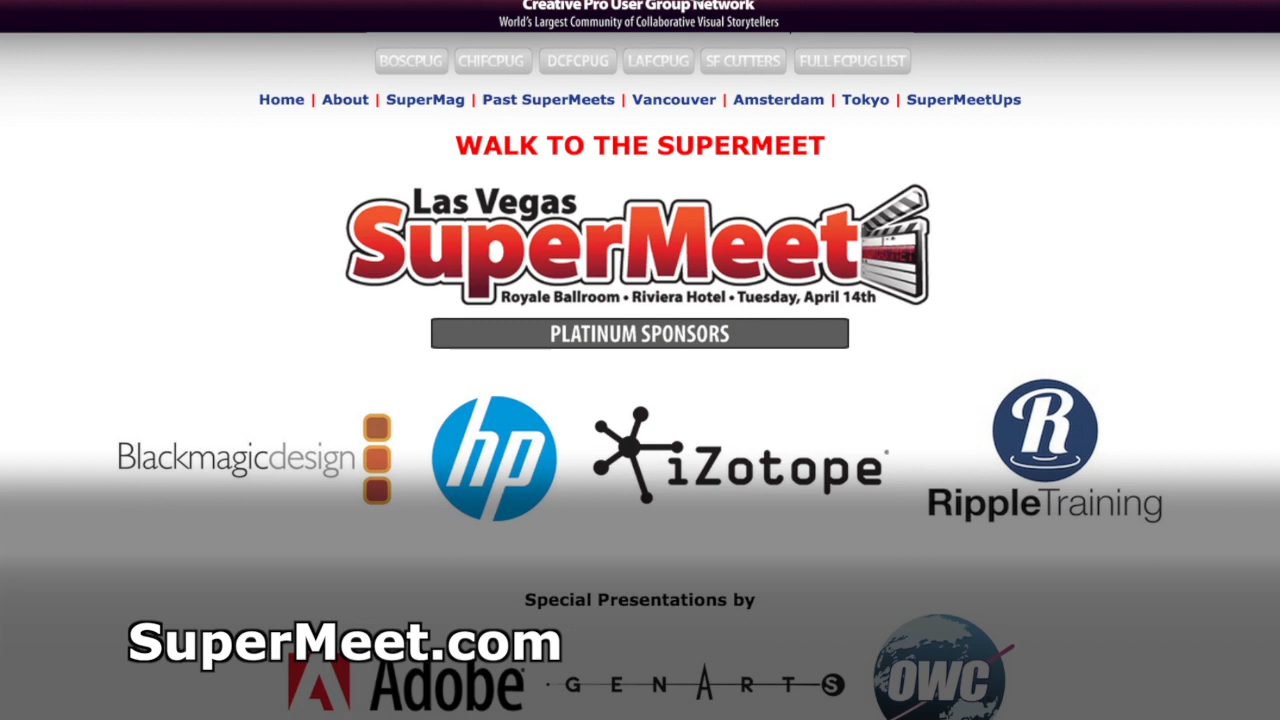 Creative Pro User Group Network
World's Largest Community of Collaborative Visual Storytellers
BOSCPUG CHIFCPUG DCFCPUG LAFCPUG SF CUTTERS FULL FCPUG LIST
Home | About | SuperMag | Past SuperMeets | Vancouver | Amsterdam | Tokyo | SuperMeetUps
WALK TO THE SUPERMEET
Las Vegas
SuperMeet
Royale Ballroom • Riviera Hotel • Tuesday, April 14th
PLATINUM SPONSORS
Blackmagicdesign hp iZotope R RippleTraining
Special Presentations by
SuperMeet.com
Adobe GENARTS OWC